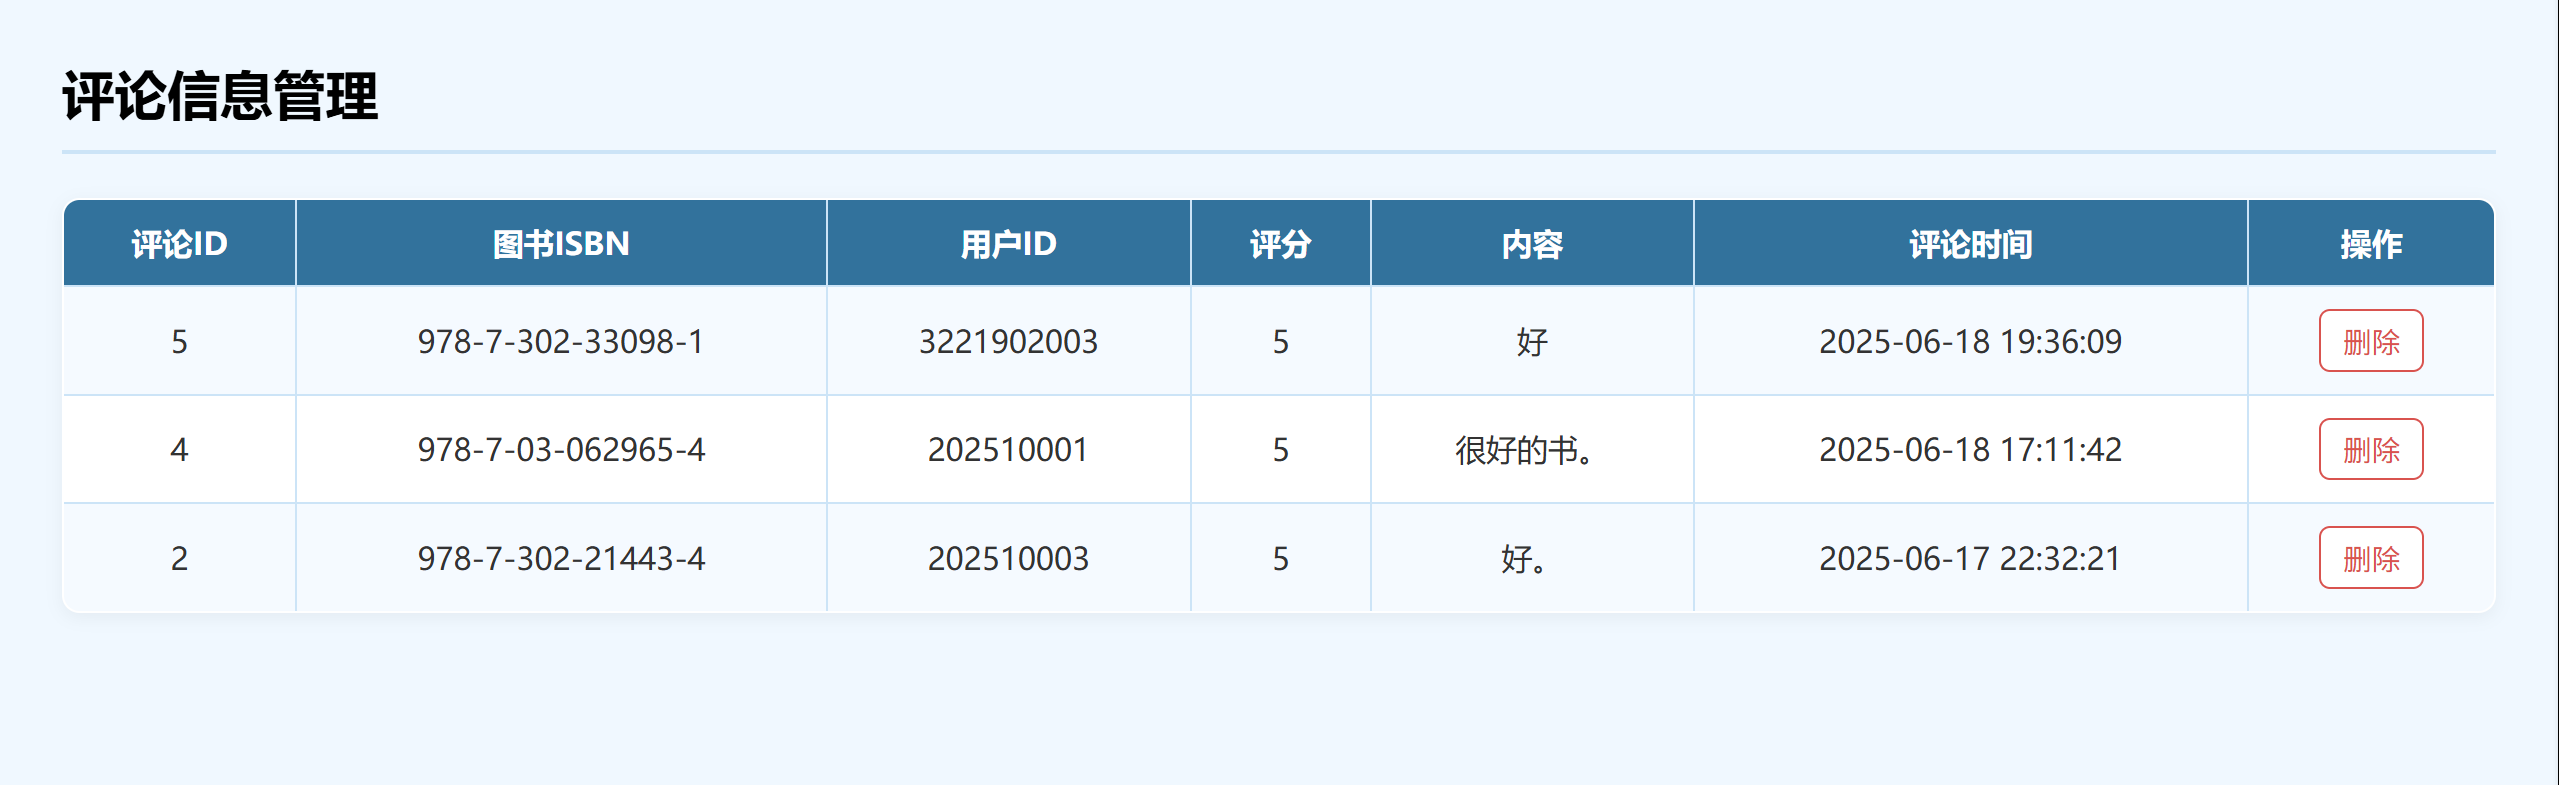 评论信息管理
评论ID 图书ISBN 用户ID 评分 内容 评论时间 操作
5 978-7-302-33098-1 3221902003 5 好 2025-06-18 19:36:09 删除
4 978-7-03-062965-4 202510001 5 很好的书。 2025-06-18 17:11:42 删除
2 978-7-302-21443-4 202510003 5 好。 2025-06-17 22:32:21 删除